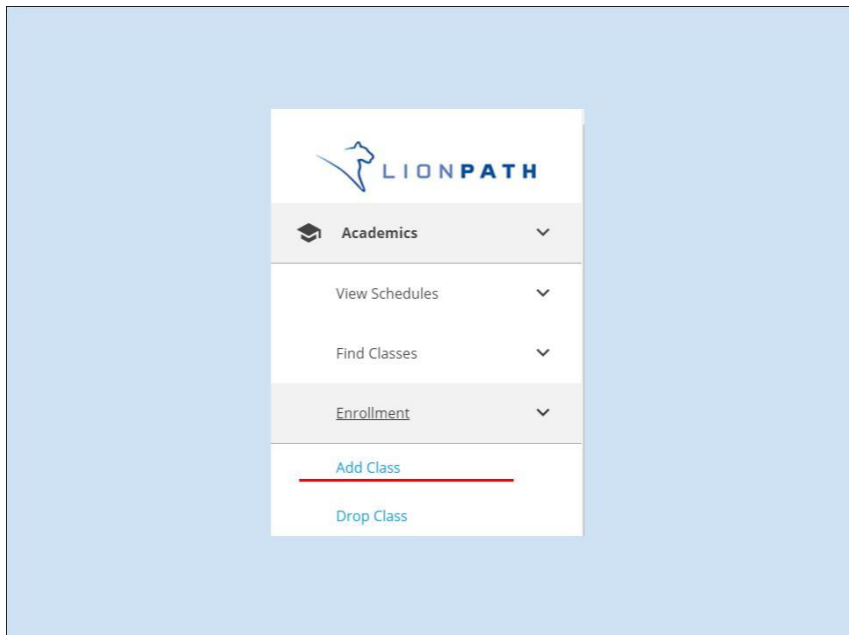 LIONPATH
Academics
View Schedules
Find Classes
Enrollment
Add Class
Drop Class